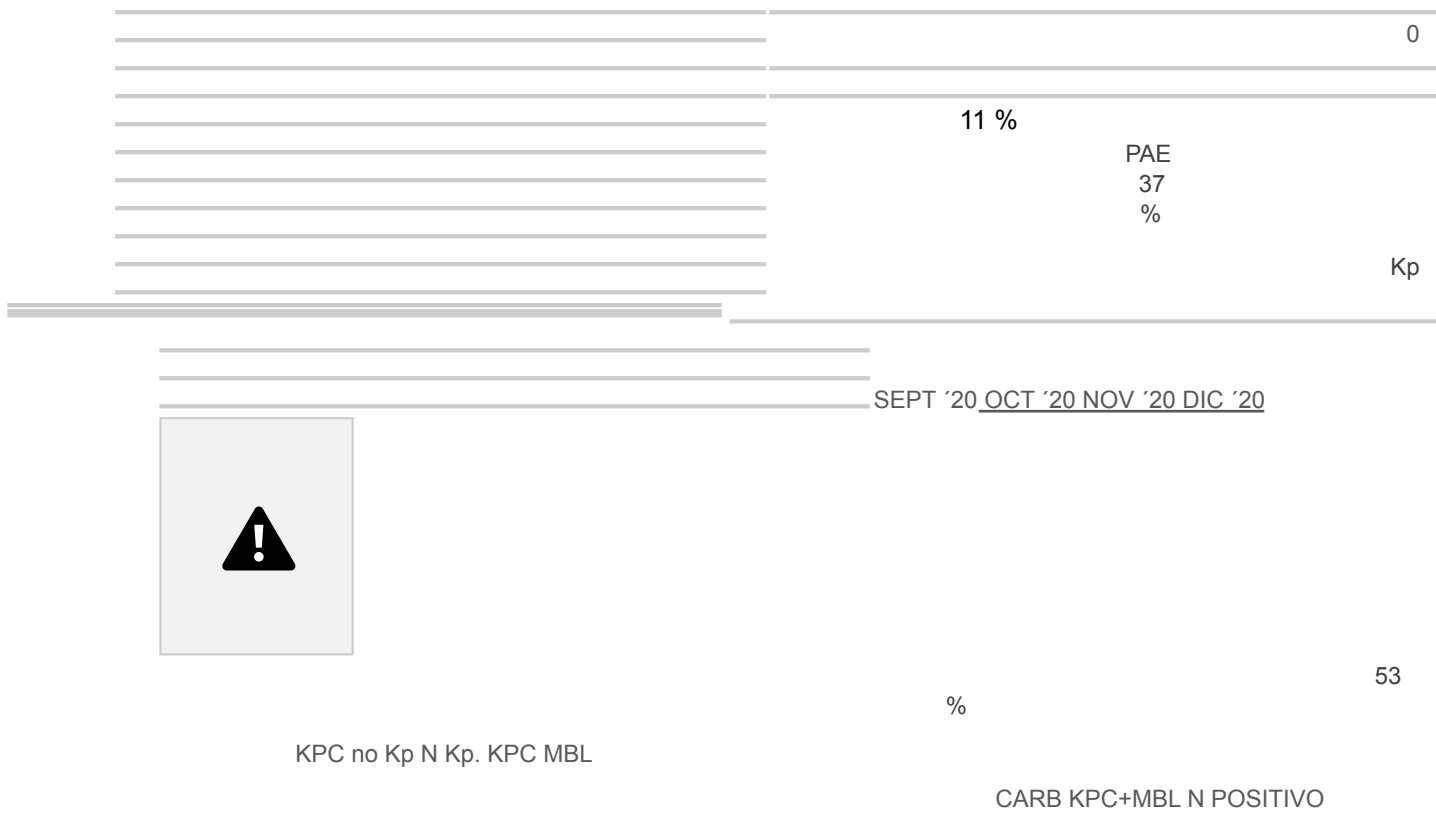 0
11 %
PAE
37
%
Kp
SEPT ´20 OCT ´20 NOV ´20 DIC ´20
53
%
KPC no Kp N Kp. KPC MBL
CARB KPC+MBL N POSITIVO